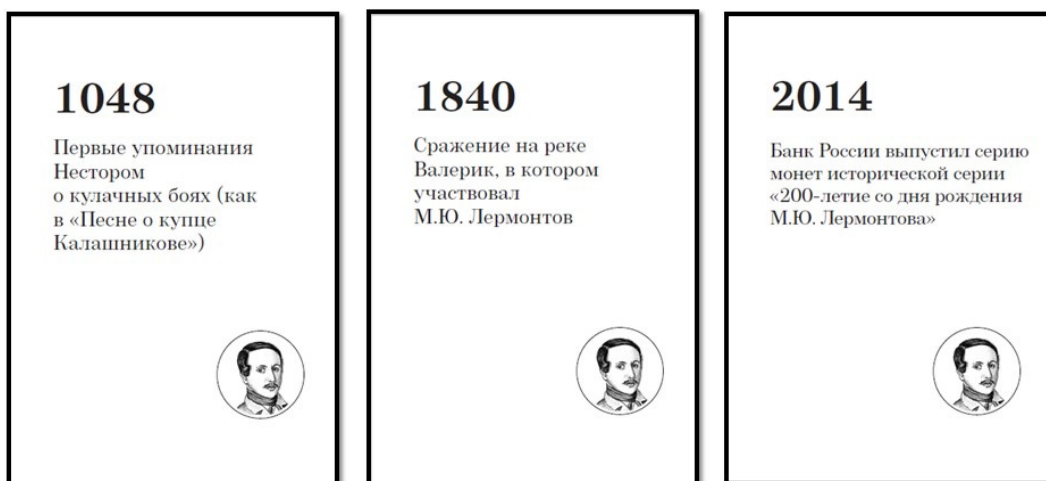 1048
Первые упоминания
Нестором
о кулачных боях (как
в «Песне о купце
Калашникове»)
1840
Сражение на реке
Валерик, в котором
участвовал
М.Ю. Лермонтов
2014
Банк России выпустил серию
монет исторической серии
«200-летие со дня рождения
М.Ю. Лермонтова»